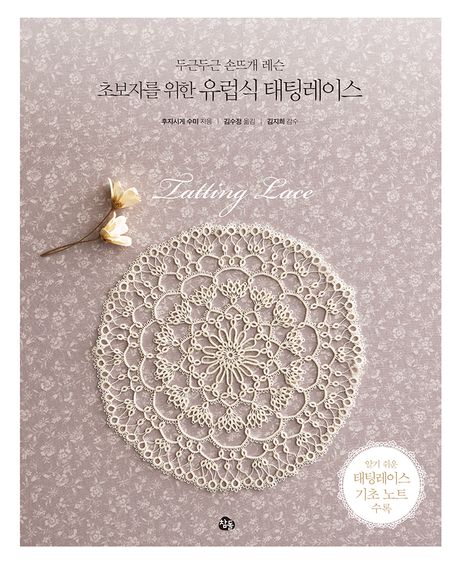 두근두근 손뜨개 레슨
초보자를 위한 유럽식 태팅레이스
후지시게 수미 지음 | 김수정 옮김 | 김지희 감수
Tatting Lace
알기 쉬운
태팅레이스
기초 노트
수록
참돌